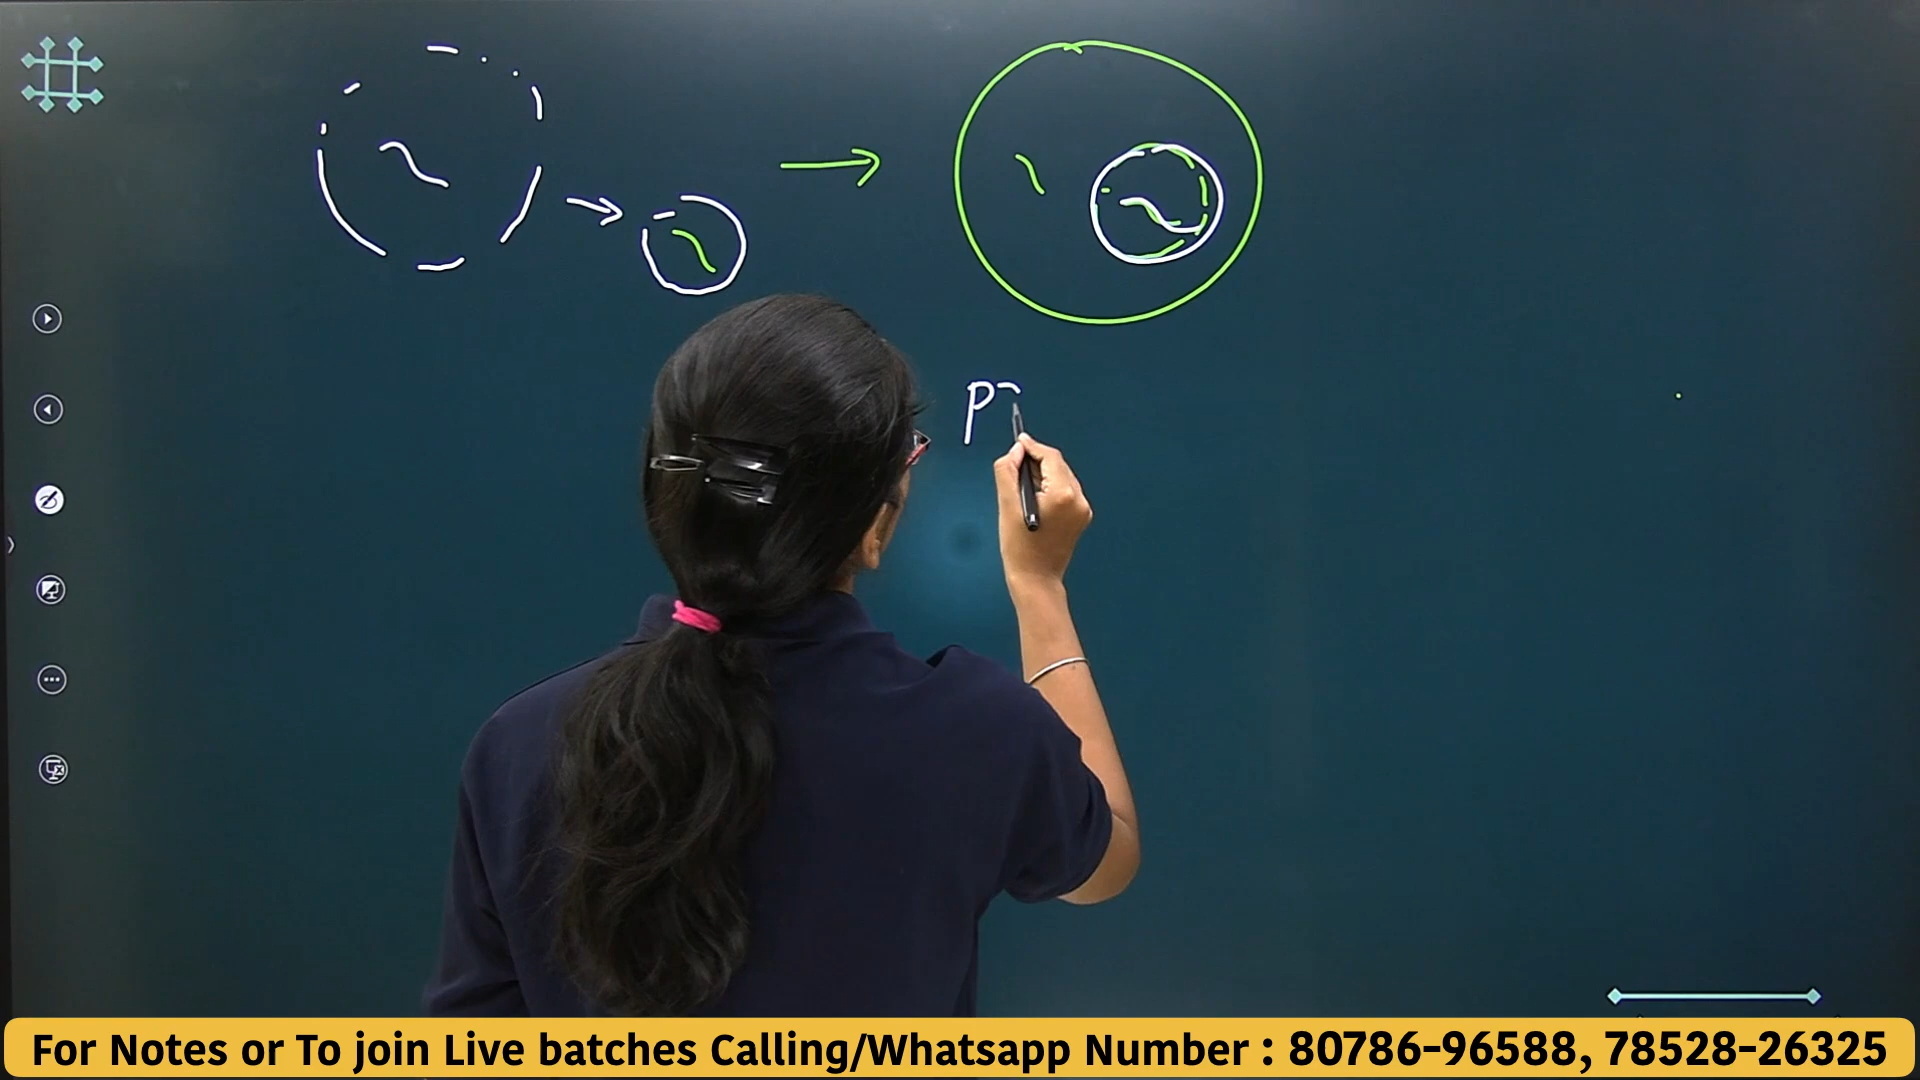 P
For Notes or To join Live batches Calling/Whatsapp Number : 80786-96588, 78528-26325